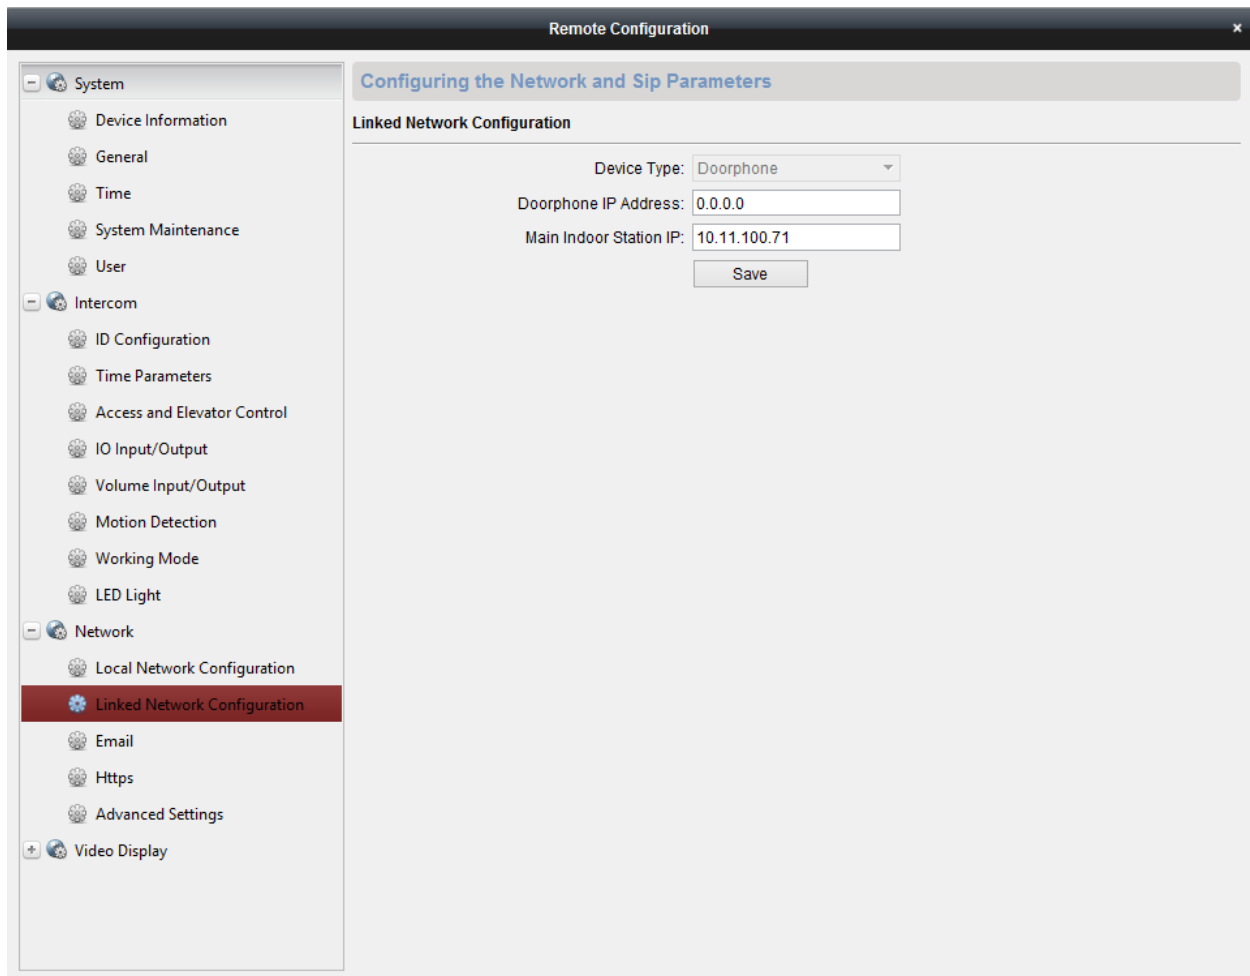 Remote Configuration
System
Device Information
General
Time
System Maintenance
User
Intercom
ID Configuration
Time Parameters
Access and Elevator Control
IO Input/Output
Volume Input/Output
Motion Detection
Working Mode
LED Light
Network
Local Network Configuration
Linked Network Configuration
Email
Https
Advanced Settings
Video Display
Configuring the Network and Sip Parameters
Linked Network Configuration
Device Type: Doorphone
Doorphone IP Address: 0.0.0.0
Main Indoor Station IP: 10.11.100.71
Save